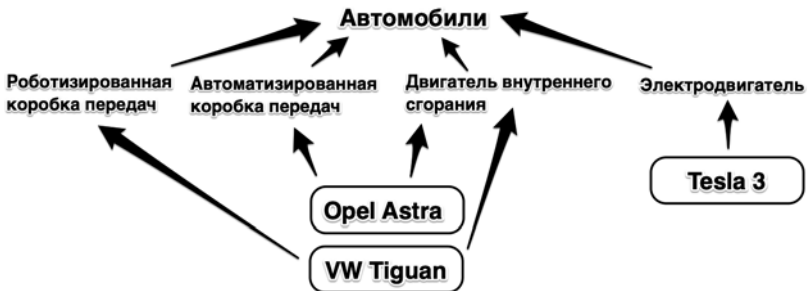 Автомобили
Роботизированная
коробка передач
Автоматизированная
коробка передач
Двигатель внутреннего
сгорания
Электродвигатель
Tesla 3
Opel Astra
VW Tiguan